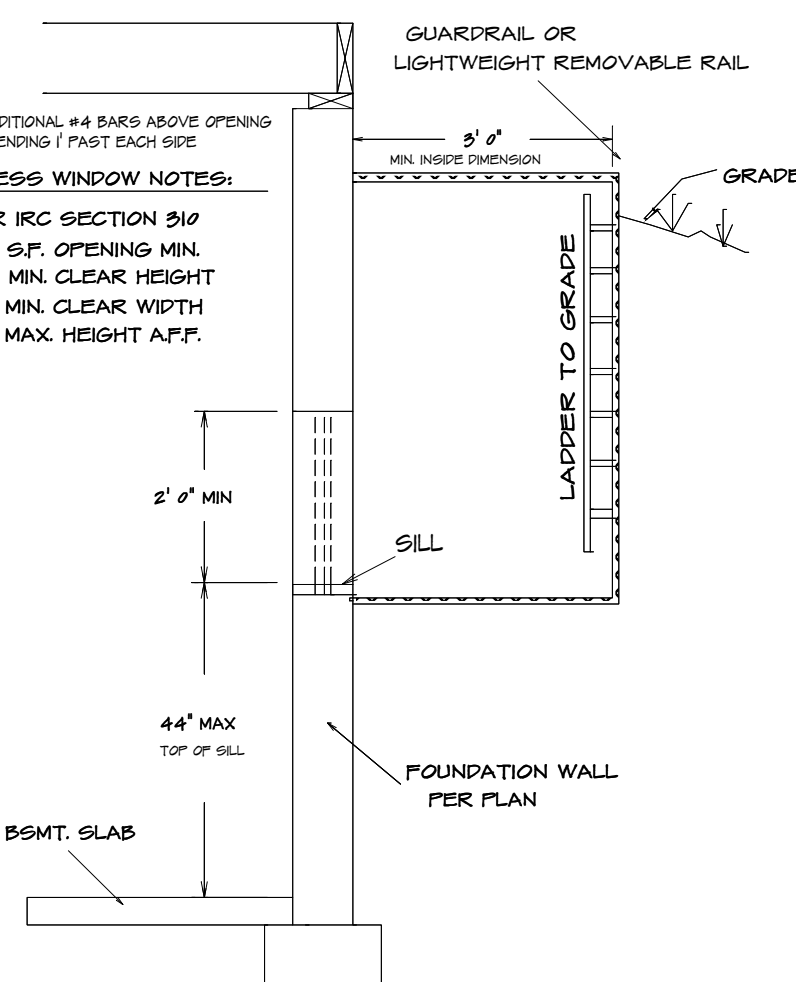 GUARDRAIL OR
LIGHTWEIGHT REMOVABLE RAIL
DITIONAL #4 BARS ABOVE OPENING
ENDING 1' PAST EACH SIDE
3' 0"
MIN. INSIDE DIMENSION
ESS WINDOW NOTES:
GRADE
R IRC SECTION 310
S.F. OPENING MIN.
MIN. CLEAR HEIGHT
MIN. CLEAR WIDTH
MAX. HEIGHT A.F.F.
LADDER TO GRADE
2' 0" MIN
SILL
44" MAX
TOP OF SILL
FOUNDATION WALL
PER PLAN
BSMT. SLAB